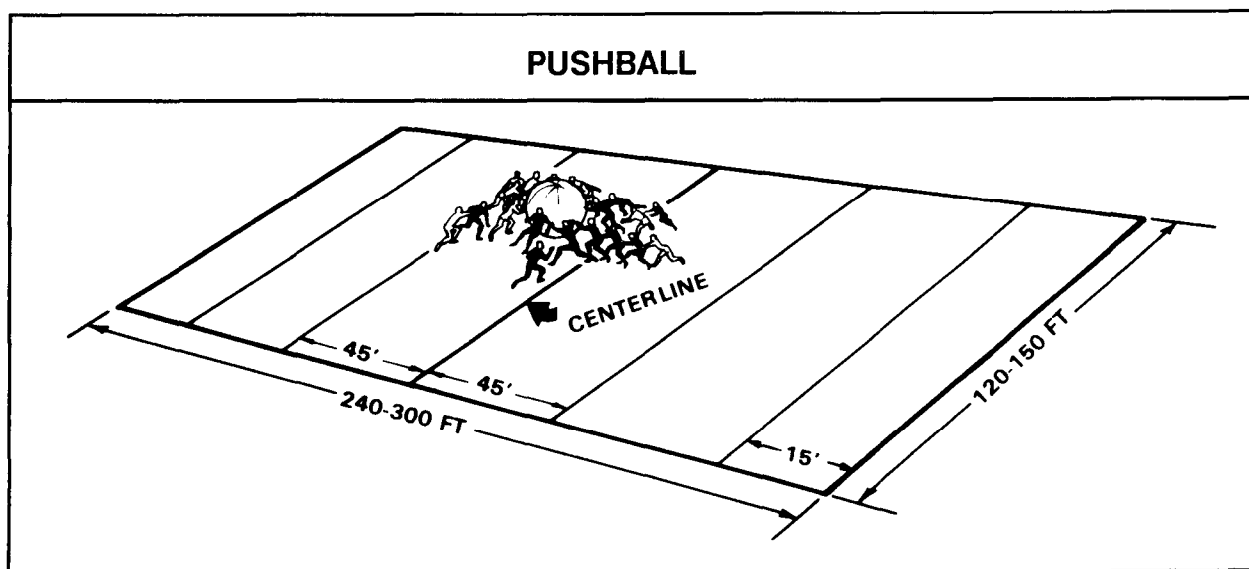 PUSHBALL
CENTERLINE
45'
45'
240-300 FT
120-150 FT
15'